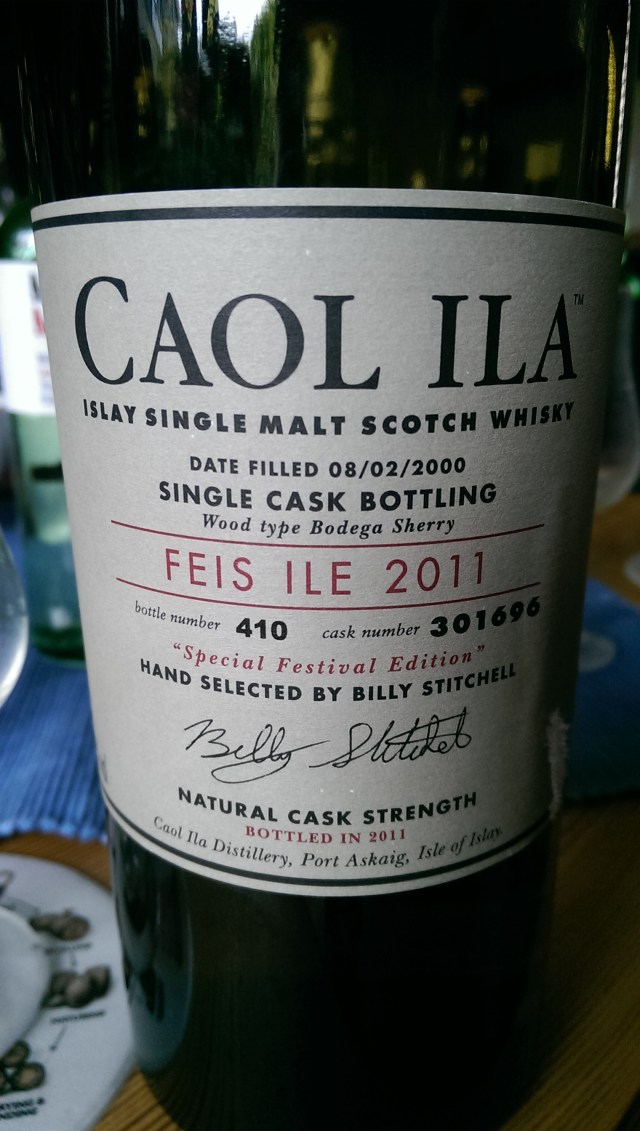 CAOL ILA™
ISLAY SINGLE MALT SCOTCH WHISKY
DATE FILLED 08/02/2000
SINGLE CASK BOTTLING
Wood type Bodega Sherry
FEIS ILE 2011
bottle number 410 cask number 301696
"Special Festival Edition"
HAND SELECTED BY BILLY STITCHELL
Billy Stitchell
NATURAL CASK STRENGTH
BOTTLED IN 2011
Caol Ila Distillery, Port Askaig, Isle of Islay.